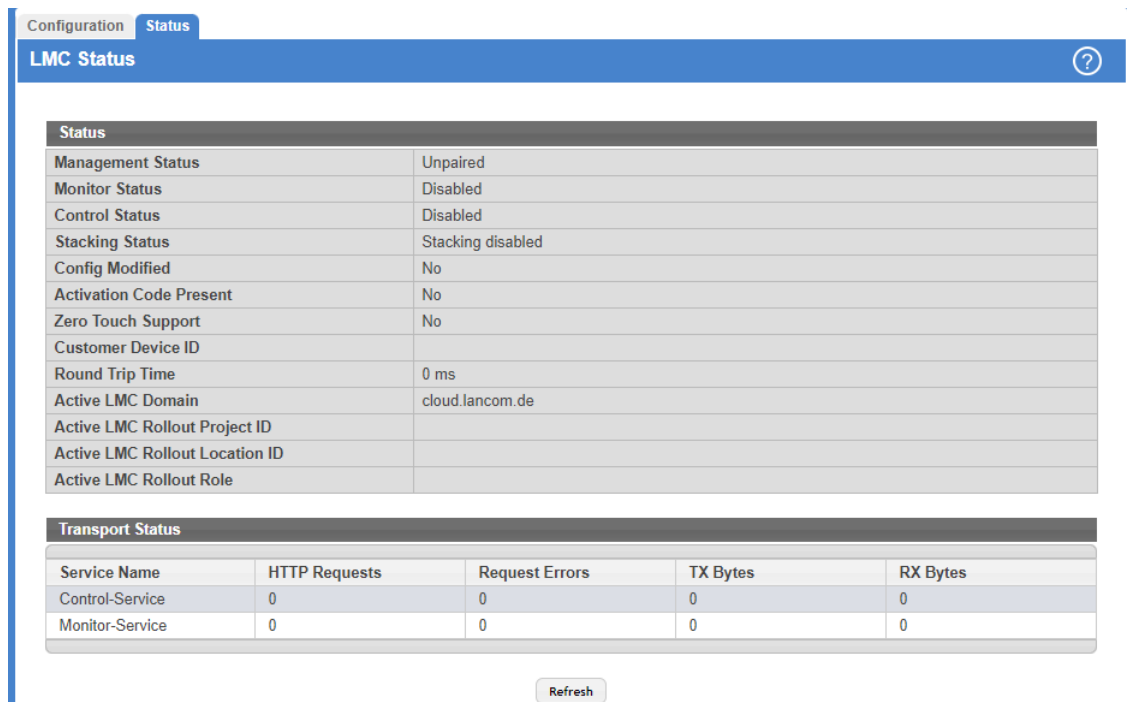 Configuration Status
LMC Status ?
Status
Management Status Unpaired
Monitor Status Disabled
Control Status Disabled
Stacking Status Stacking disabled
Config Modified No
Activation Code Present No
Zero Touch Support No
Customer Device ID
Round Trip Time 0 ms
Active LMC Domain cloud.lancom.de
Active LMC Rollout Project ID
Active LMC Rollout Location ID
Active LMC Rollout Role
Transport Status
Service Name HTTP Requests Request Errors TX Bytes RX Bytes
Control-Service 0 0 0 0
Monitor-Service 0 0 0 0
Refresh